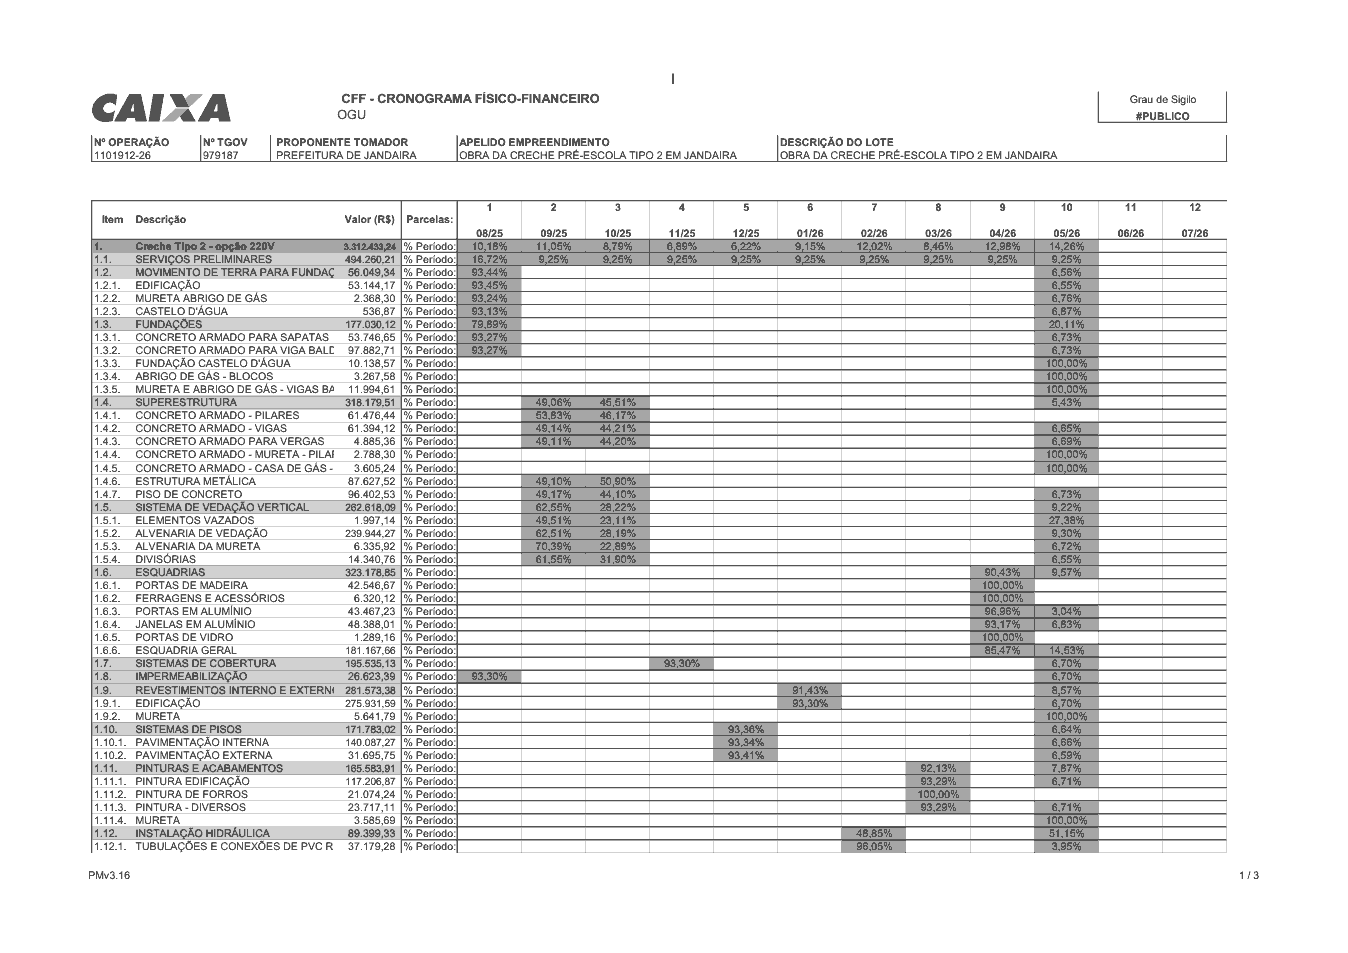 CAIXA
CFF - CRONOGRAMA FÍSICO-FINANCEIRO
OGU
Grau de Sigilo
#PUBLICO
Nº OPERAÇÃO Nº TGOV PROPONENTE TOMADOR APELIDO EMPREENDIMENTO DESCRIÇÃO DO LOTE
1101912-26 979187 PREFEITURA DE JANDAIRA OBRA DA CRECHE PRÉ-ESCOLA TIPO 2 EM JANDAIRA OBRA DA CRECHE PRÉ-ESCOLA TIPO 2 EM JANDAIRA
1 2 3 4 5 6 7 8 9 10 11 12
Item Descrição Valor (R$) Parcelas:
08/25 09/25 10/25 11/25 12/25 01/26 02/26 03/26 04/26 05/26 06/26 07/26
1. Creche Tipo 2 - opção 220V 3.312.433,24 % Período: 10,18% 11,05% 8,79% 6,89% 6,22% 9,15% 12,02% 8,46% 12,98% 14,26%
1.1. SERVIÇOS PRELIMINARES 494.260,21 % Período: 16,72% 9,25% 9,25% 9,25% 9,25% 9,25% 9,25% 9,25% 9,25% 9,25%
1.2. MOVIMENTO DE TERRA PARA FUNDAÇ 56.049,34 % Período: 93,44% 6,56%
1.2.1. EDIFICAÇÃO 53.144,17 % Período: 93,45% 6,55%
1.2.2. MURETA ABRIGO DE GÁS 2.368,30 % Período: 93,24% 6,76%
1.2.3. CASTELO D'ÁGUA 536,87 % Período: 93,13% 6,87%
1.3. FUNDAÇÕES 177.030,12 % Período: 79,89% 20,11%
1.3.1. CONCRETO ARMADO PARA SAPATAS 53.746,65 % Período: 93,27% 6,73%
1.3.2. CONCRETO ARMADO PARA VIGA BALD 97.882,71 % Período: 93,27% 6,73%
1.3.3. FUNDAÇÃO CASTELO D'ÁGUA 10.138,57 % Período: 100,00%
1.3.4. ABRIGO DE GÁS - BLOCOS 3.267,58 % Período: 100,00%
1.3.5. MURETA E ABRIGO DE GÁS - VIGAS BA 11.994,61 % Período: 100,00%
1.4. SUPERESTRUTURA 318.179,51 % Período: 49,06% 45,51% 5,43%
1.4.1. CONCRETO ARMADO - PILARES 61.476,44 % Período: 53,83% 46,17%
1.4.2. CONCRETO ARMADO - VIGAS 61.394,12 % Período: 49,14% 44,21% 6,65%
1.4.3. CONCRETO ARMADO PARA VERGAS 4.885,36 % Período: 49,11% 44,20% 6,69%
1.4.4. CONCRETO ARMADO - MURETA - PILAF 2.788,30 % Período: 100,00%
1.4.5. CONCRETO ARMADO - CASA DE GÁS - 3.605,24 % Período: 100,00%
1.4.6. ESTRUTURA METÁLICA 87.627,52 % Período: 49,10% 50,90%
1.4.7. PISO DE CONCRETO 96.402,53 % Período: 49,17% 44,10% 6,73%
1.5. SISTEMA DE VEDAÇÃO VERTICAL 262.618,09 % Período: 62,55% 28,22% 9,22%
1.5.1. ELEMENTOS VAZADOS 1.997,14 % Período: 49,51% 23,11% 27,38%
1.5.2. ALVENARIA DE VEDAÇÃO 239.944,27 % Período: 62,51% 28,19% 9,30%
1.5.3. ALVENARIA DA MURETA 6.335,92 % Período: 70,39% 22,89% 6,72%
1.5.4. DIVISÓRIAS 14.340,76 % Período: 61,55% 31,90% 6,55%
1.6. ESQUADRIAS 323.178,85 % Período: 90,43% 9,57%
1.6.1. PORTAS DE MADEIRA 42.546,67 % Período: 100,00%
1.6.2. FERRAGENS E ACESSÓRIOS 6.320,12 % Período: 100,00%
1.6.3. PORTAS EM ALUMÍNIO 43.467,23 % Período: 96,96% 3,04%
1.6.4. JANELAS EM ALUMÍNIO 48.388,01 % Período: 93,17% 6,83%
1.6.5. PORTAS DE VIDRO 1.289,16 % Período: 100,00%
1.6.6. ESQUADRIA GERAL 181.167,66 % Período: 85,47% 14,53%
1.7. SISTEMAS DE COBERTURA 195.535,13 % Período: 93,30% 6,70%
1.8. IMPERMEABILIZAÇÃO 26.623,39 % Período: 93,30% 6,70%
1.9. REVESTIMENTOS INTERNO E EXTERNO 281.573,38 % Período: 91,43% 8,57%
1.9.1. EDIFICAÇÃO 275.931,59 % Período: 93,30% 6,70%
1.9.2. MURETA 5.641,79 % Período: 100,00%
1.10. SISTEMAS DE PISOS 171.783,02 % Período: 93,36% 6,64%
1.10.1. PAVIMENTAÇÃO INTERNA 140.087,27 % Período: 93,34% 6,66%
1.10.2. PAVIMENTAÇÃO EXTERNA 31.695,75 % Período: 93,41% 6,59%
1.11. PINTURAS E ACABAMENTOS 165.583,91 % Período: 92,13% 7,87%
1.11.1. PINTURA EDIFICAÇÃO 117.206,87 % Período: 93,29% 6,71%
1.11.2. PINTURA DE FORROS 21.074,24 % Período: 100,00%
1.11.3. PINTURA - DIVERSOS 23.717,11 % Período: 93,29% 6,71%
1.11.4. MURETA 3.585,69 % Período: 100,00%
1.12. INSTALAÇÃO HIDRÁULICA 89.399,33 % Período: 48,85% 51,15%
1.12.1. TUBULAÇÕES E CONEXÕES DE PVC R 37.179,28 % Período: 96,05% 3,95%
PMv3.16 1 / 3